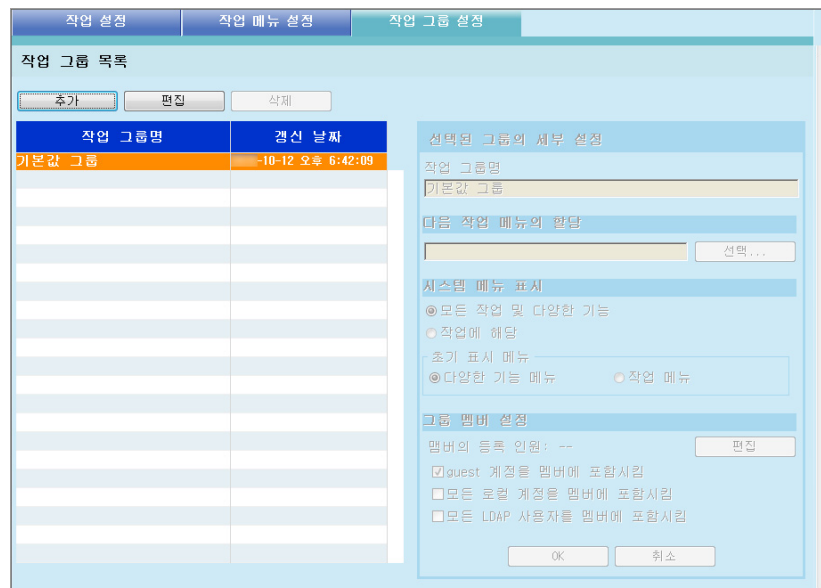 작업 설정
작업 메뉴 설정
작업 그룹 설정
작업 그룹 목록
추가
편집
삭제
작업 그룹명
갱신 날짜
기본값 그룹
-10-12 오후 6:42:09
선택된 그룹의 세부 설정
작업 그룹명
기본값 그룹
다음 작업 메뉴의 할당
선택...
시스템 메뉴 표시
모든 작업 및 다양한 기능
작업에 해당
초기 표시 메뉴
다양한 기능 메뉴
작업 메뉴
그룹 멤버 설정
맴버의 등록 인원: --
편집
guest 계정을 멤버에 포함시킴
모든 로컬 계정을 멤버에 포함시킴
모든 LDAP 사용자를 멤버에 포함시킴
OK
취소